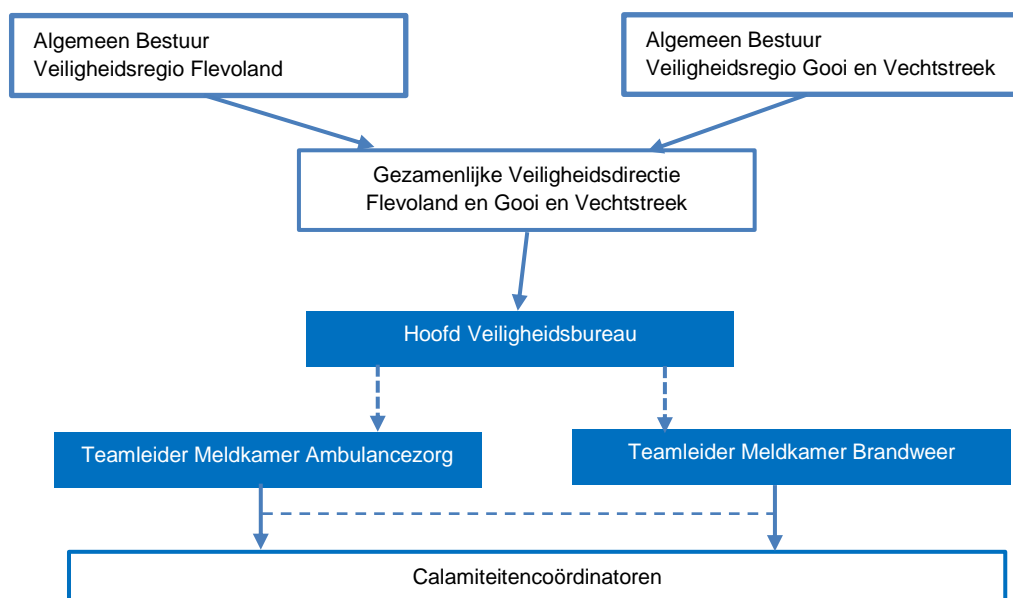 Algemeen Bestuur
Veiligheidsregio Flevoland
Algemeen Bestuur
Veiligheidsregio Gooi en Vechtstreek
Gezamenlijke Veiligheidsdirectie
Flevoland en Gooi en Vechtstreek
Hoofd Veiligheidsbureau
Teamleider Meldkamer Ambulancezorg
Teamleider Meldkamer Brandweer
Calamiteitencoördinatoren